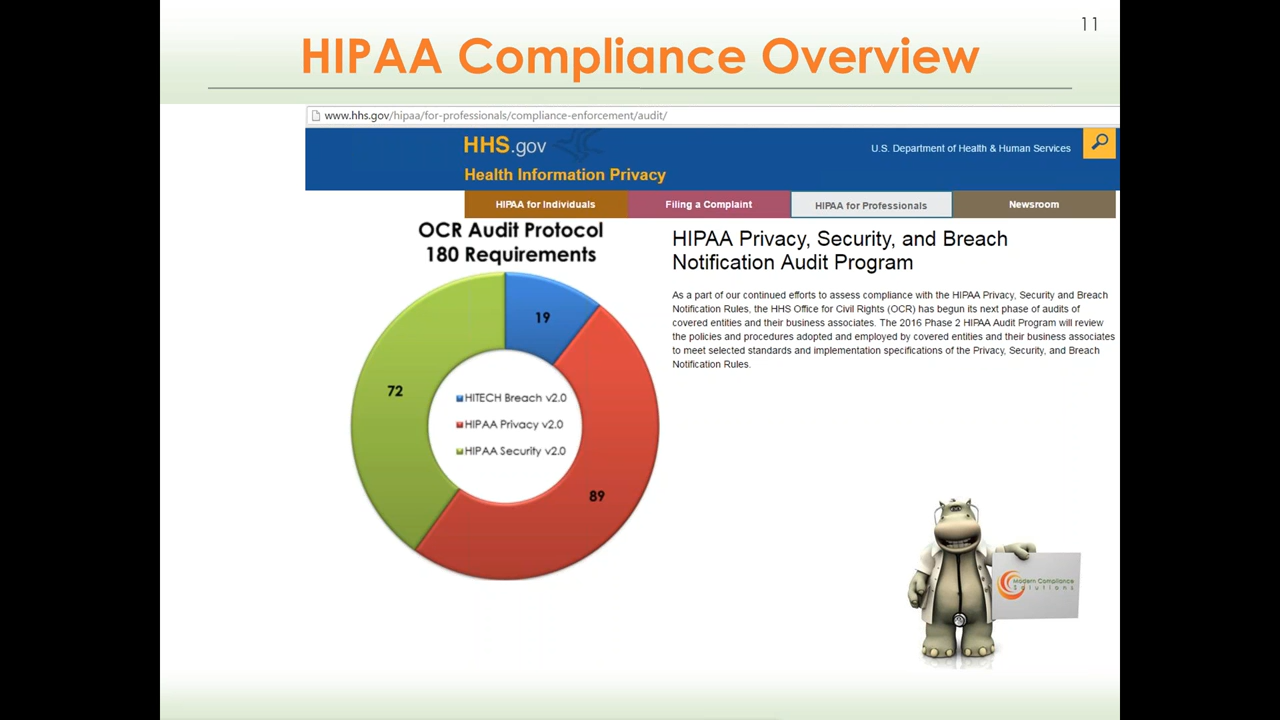 11
HIPAA Compliance Overview
www.hhs.gov/hipaa/for-professionals/compliance-enforcement/audit/
HHS.gov
U.S. Department of Health & Human Services
Health Information Privacy
HIPAA for Individuals
Filing a Complaint
HIPAA for Professionals
Newsroom
OCR Audit Protocol
180 Requirements
19
72
89
HITECH Breach v2.0
HIPAA Privacy v2.0
HIPAA Security v2.0
HIPAA Privacy, Security, and Breach
Notification Audit Program
As a part of our continued efforts to assess compliance with the HIPAA Privacy, Security and Breach
Notification Rules, the HHS Office for Civil Rights (OCR) has begun its next phase of audits of
covered entities and their business associates. The 2016 Phase 2 HIPAA Audit Program will review
the policies and procedures adopted and employed by covered entities and their business associates
to meet selected standards and implementation specifications of the Privacy, Security, and Breach
Notification Rules.
Modern Compliance
Solutions